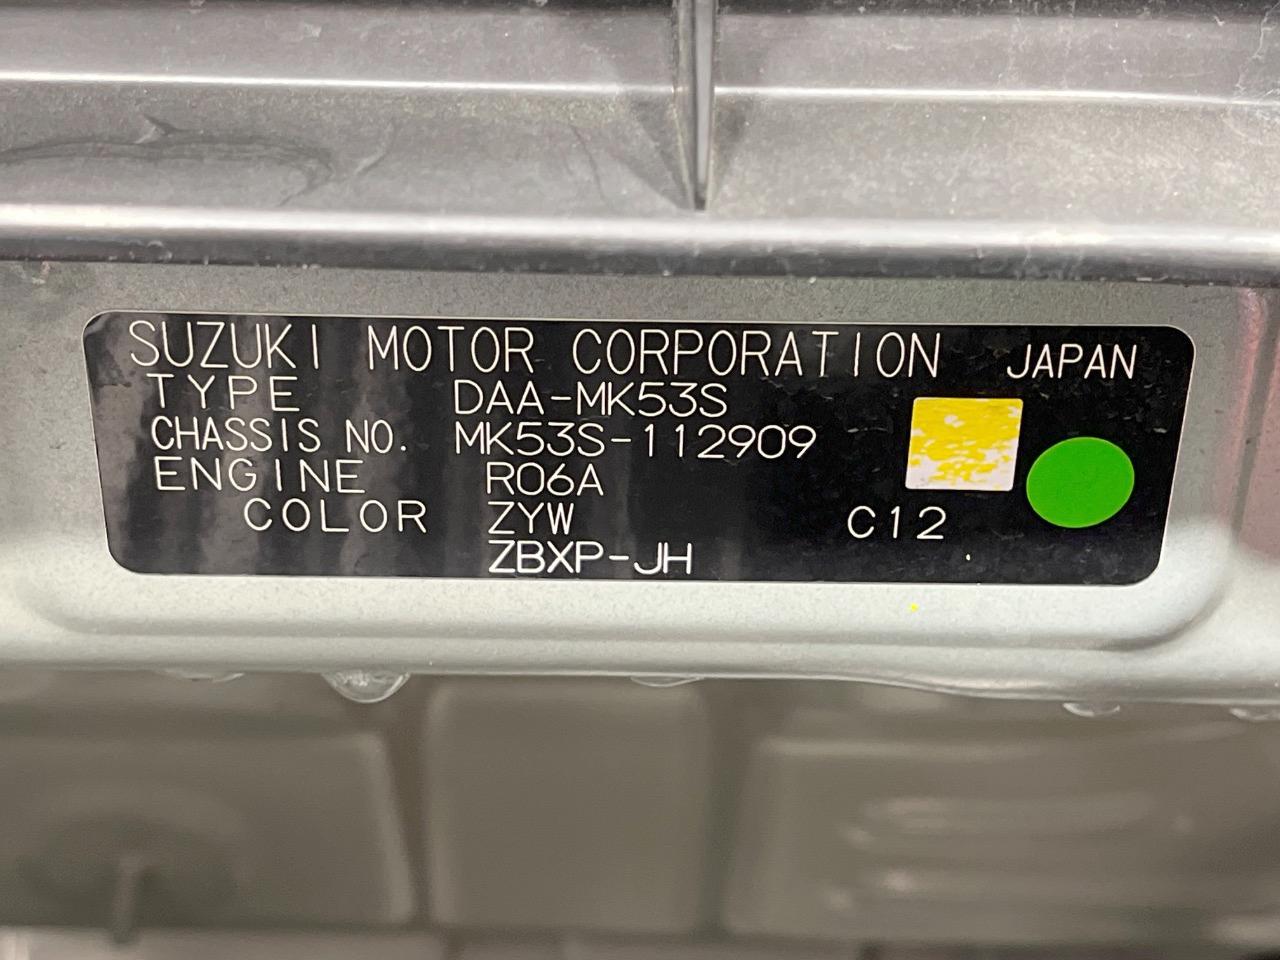 SUZUKI MOTOR CORPORATION JAPAN
TYPE DAA-MK53S
CHASSIS NO. MK53S-112909
ENGINE R06A
COLOR ZYW C12
ZBXP-JH